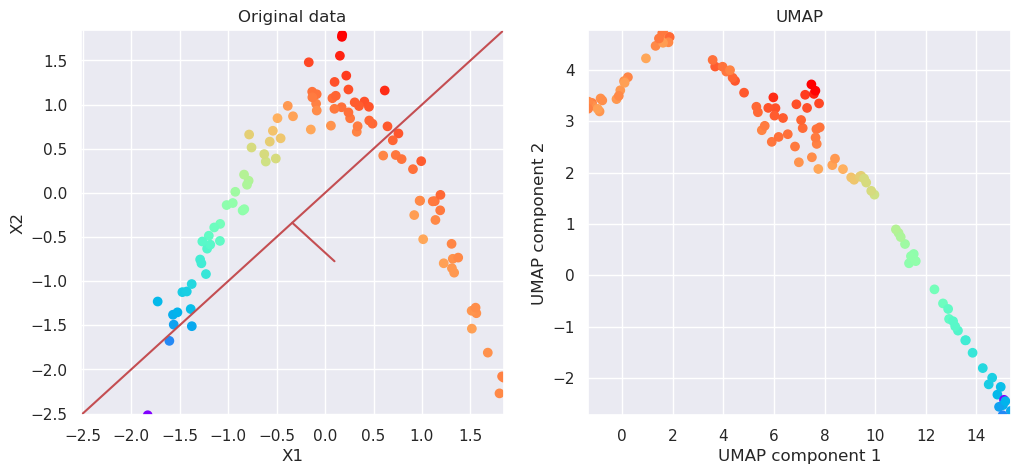 Original data
X2
1.5
1.0
0.5
0.0
−0.5
−1.0
−1.5
−2.0
−2.5
−2.5 −2.0 −1.5 −1.0 −0.5 0.0 0.5 1.0 1.5
X1
UMAP
UMAP component 2
4
3
2
1
0
−1
−2
0 2 4 6 8 10 12 14
UMAP component 1